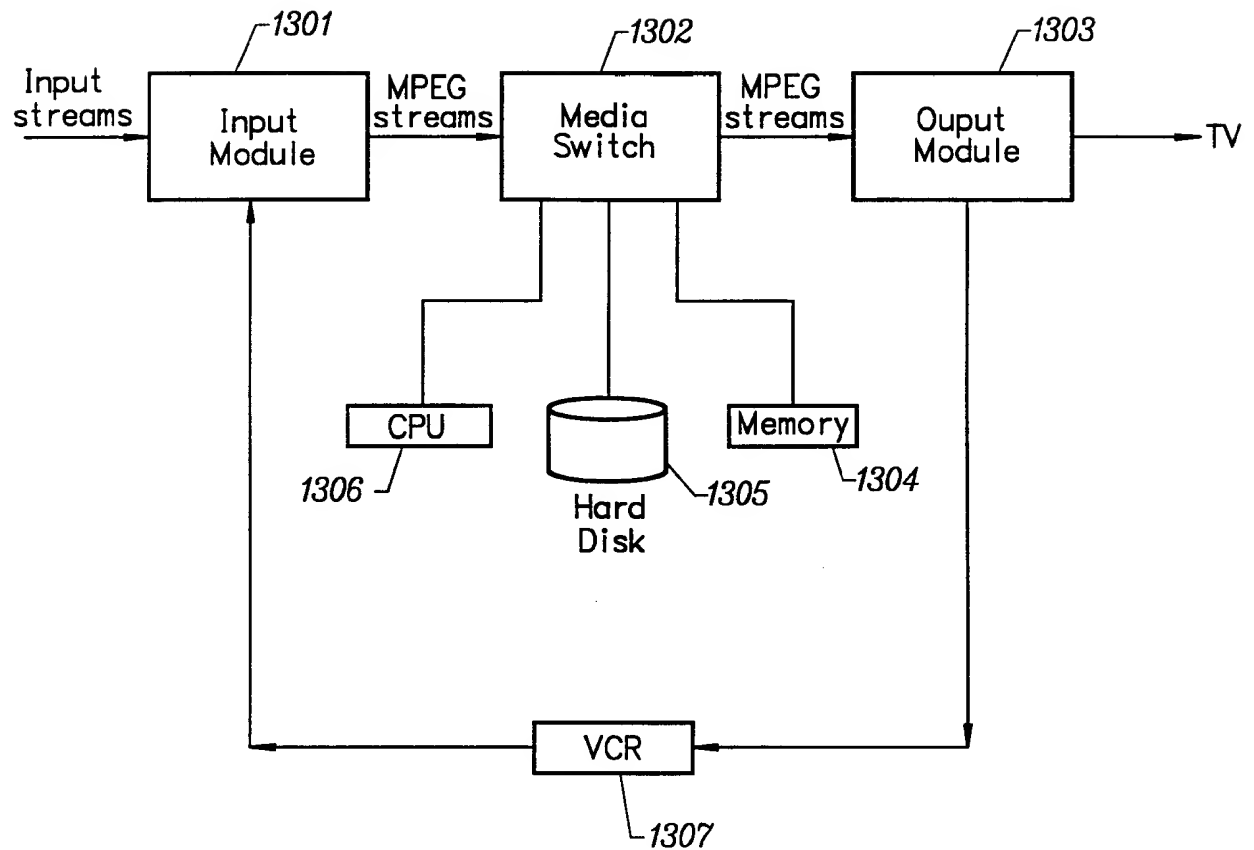 1301
1302
1303
Input
streams
Input
Module
MPEG
streams
Media
Switch
MPEG
streams
Ouput
Module
TV
CPU
1306
Hard
Disk
1305
Memory
1304
VCR
1307